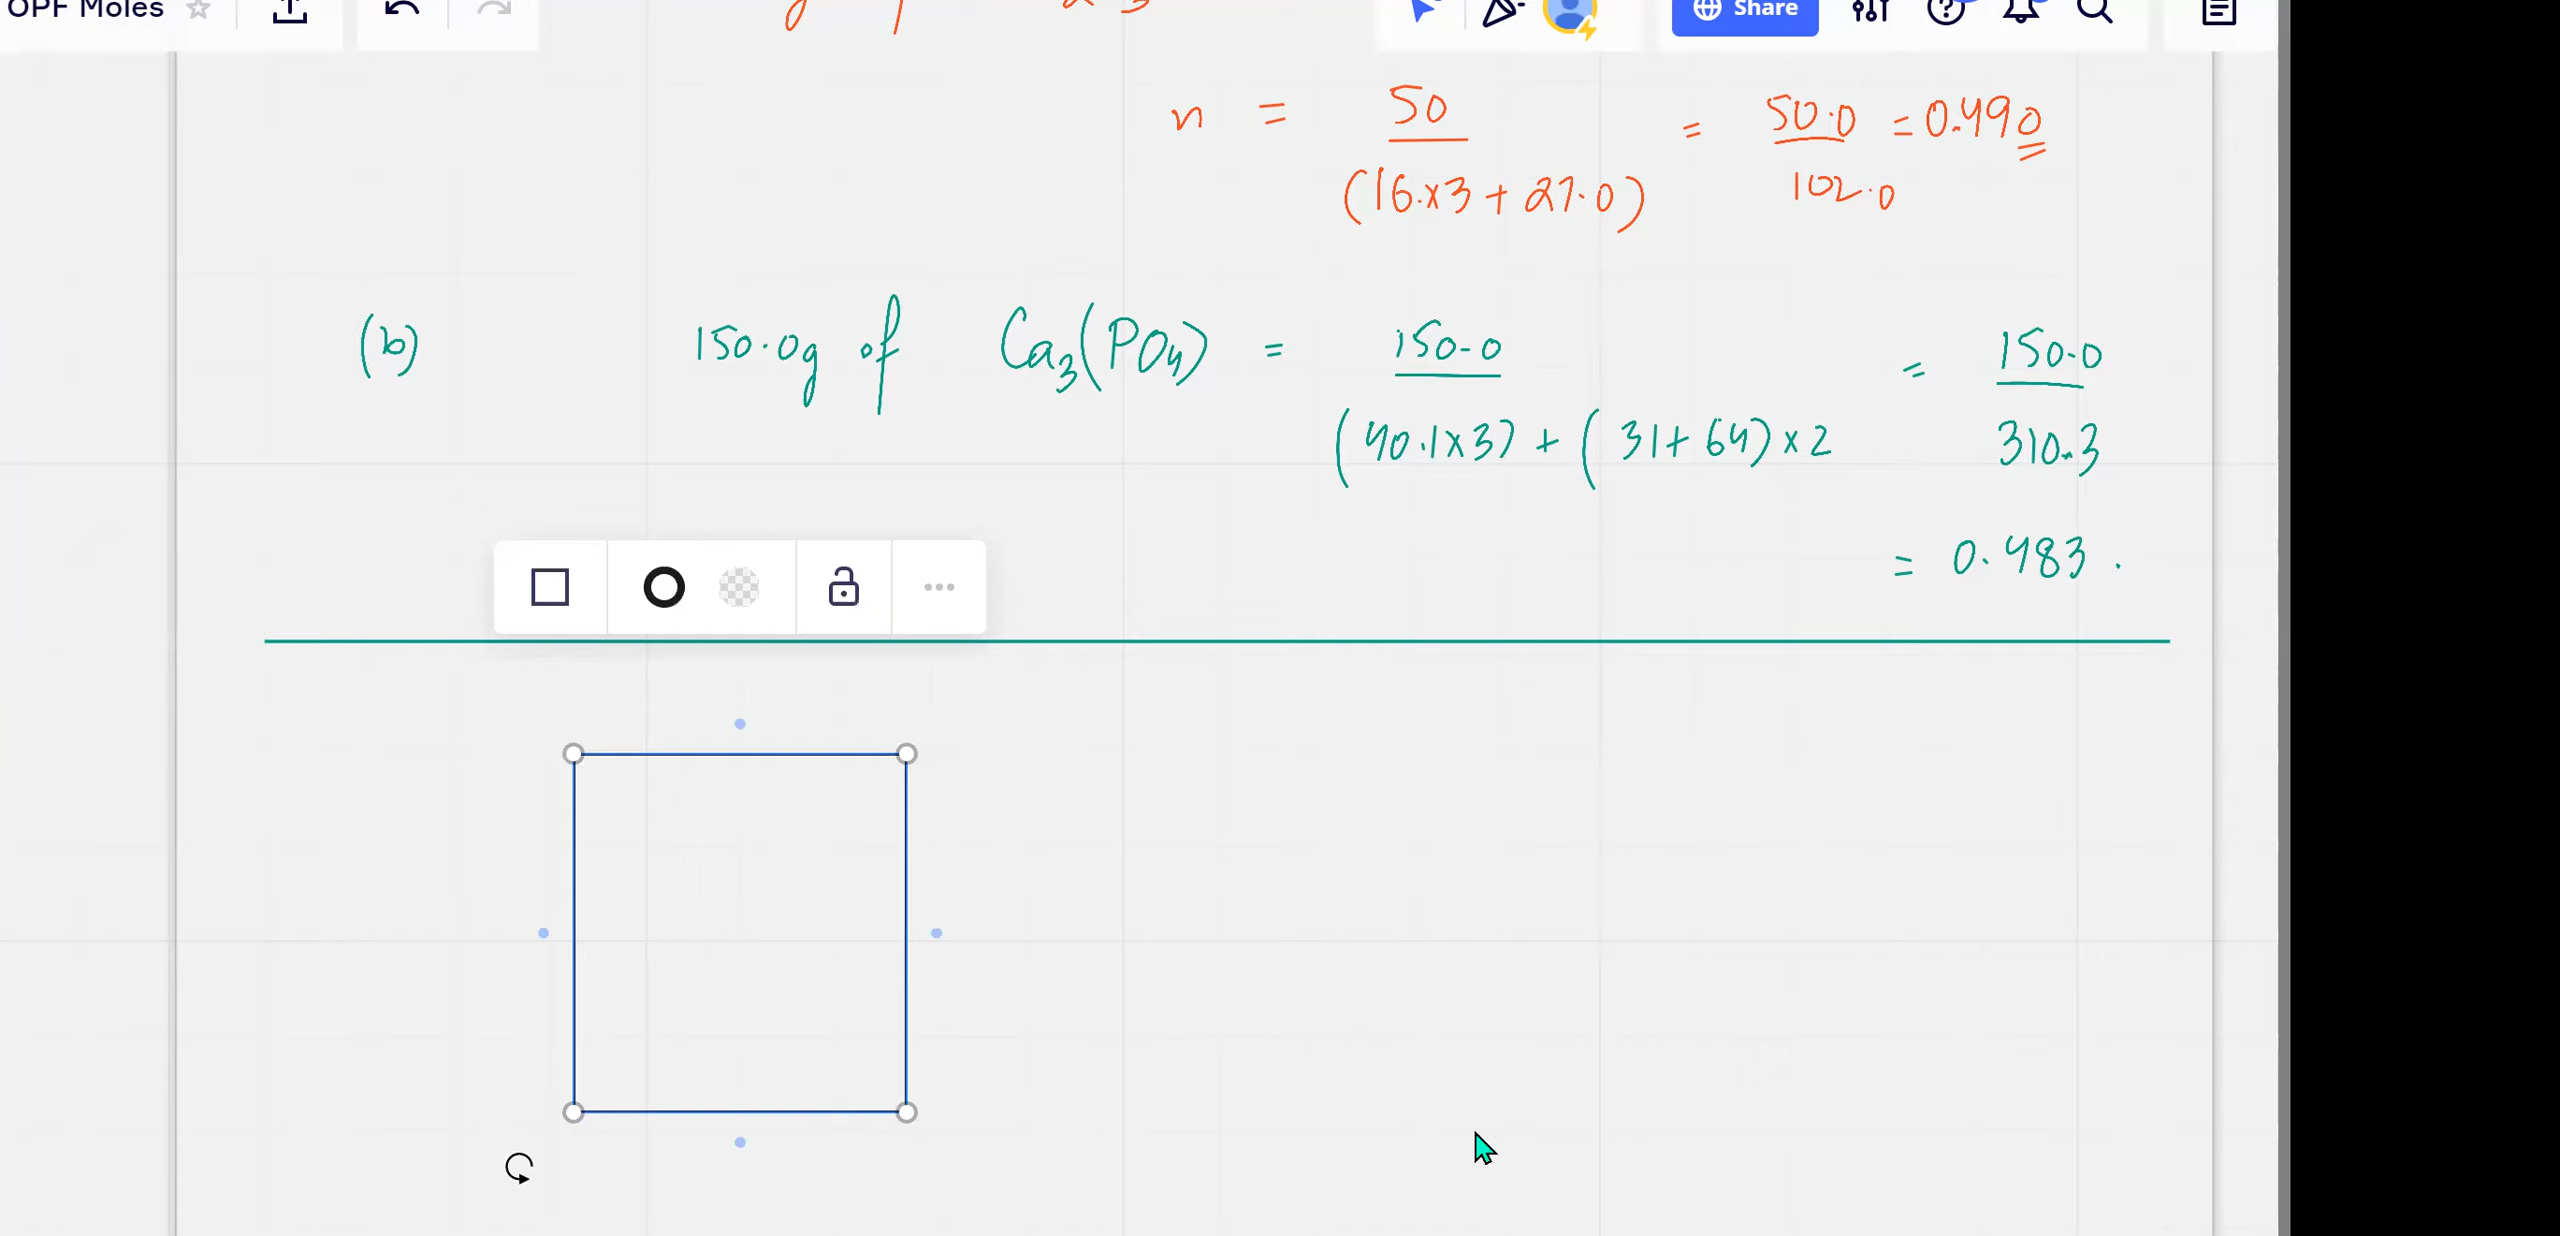 OPF Moles Share
n = 50 / (16.x3 + 27.0) = 50.0 / 102.0 = 0.490
(b) 150.0g of Ca3(PO4) = 150.0 / (40.1x3) + (31+64)x2 = 150.0 / 310.3
= 0.483.